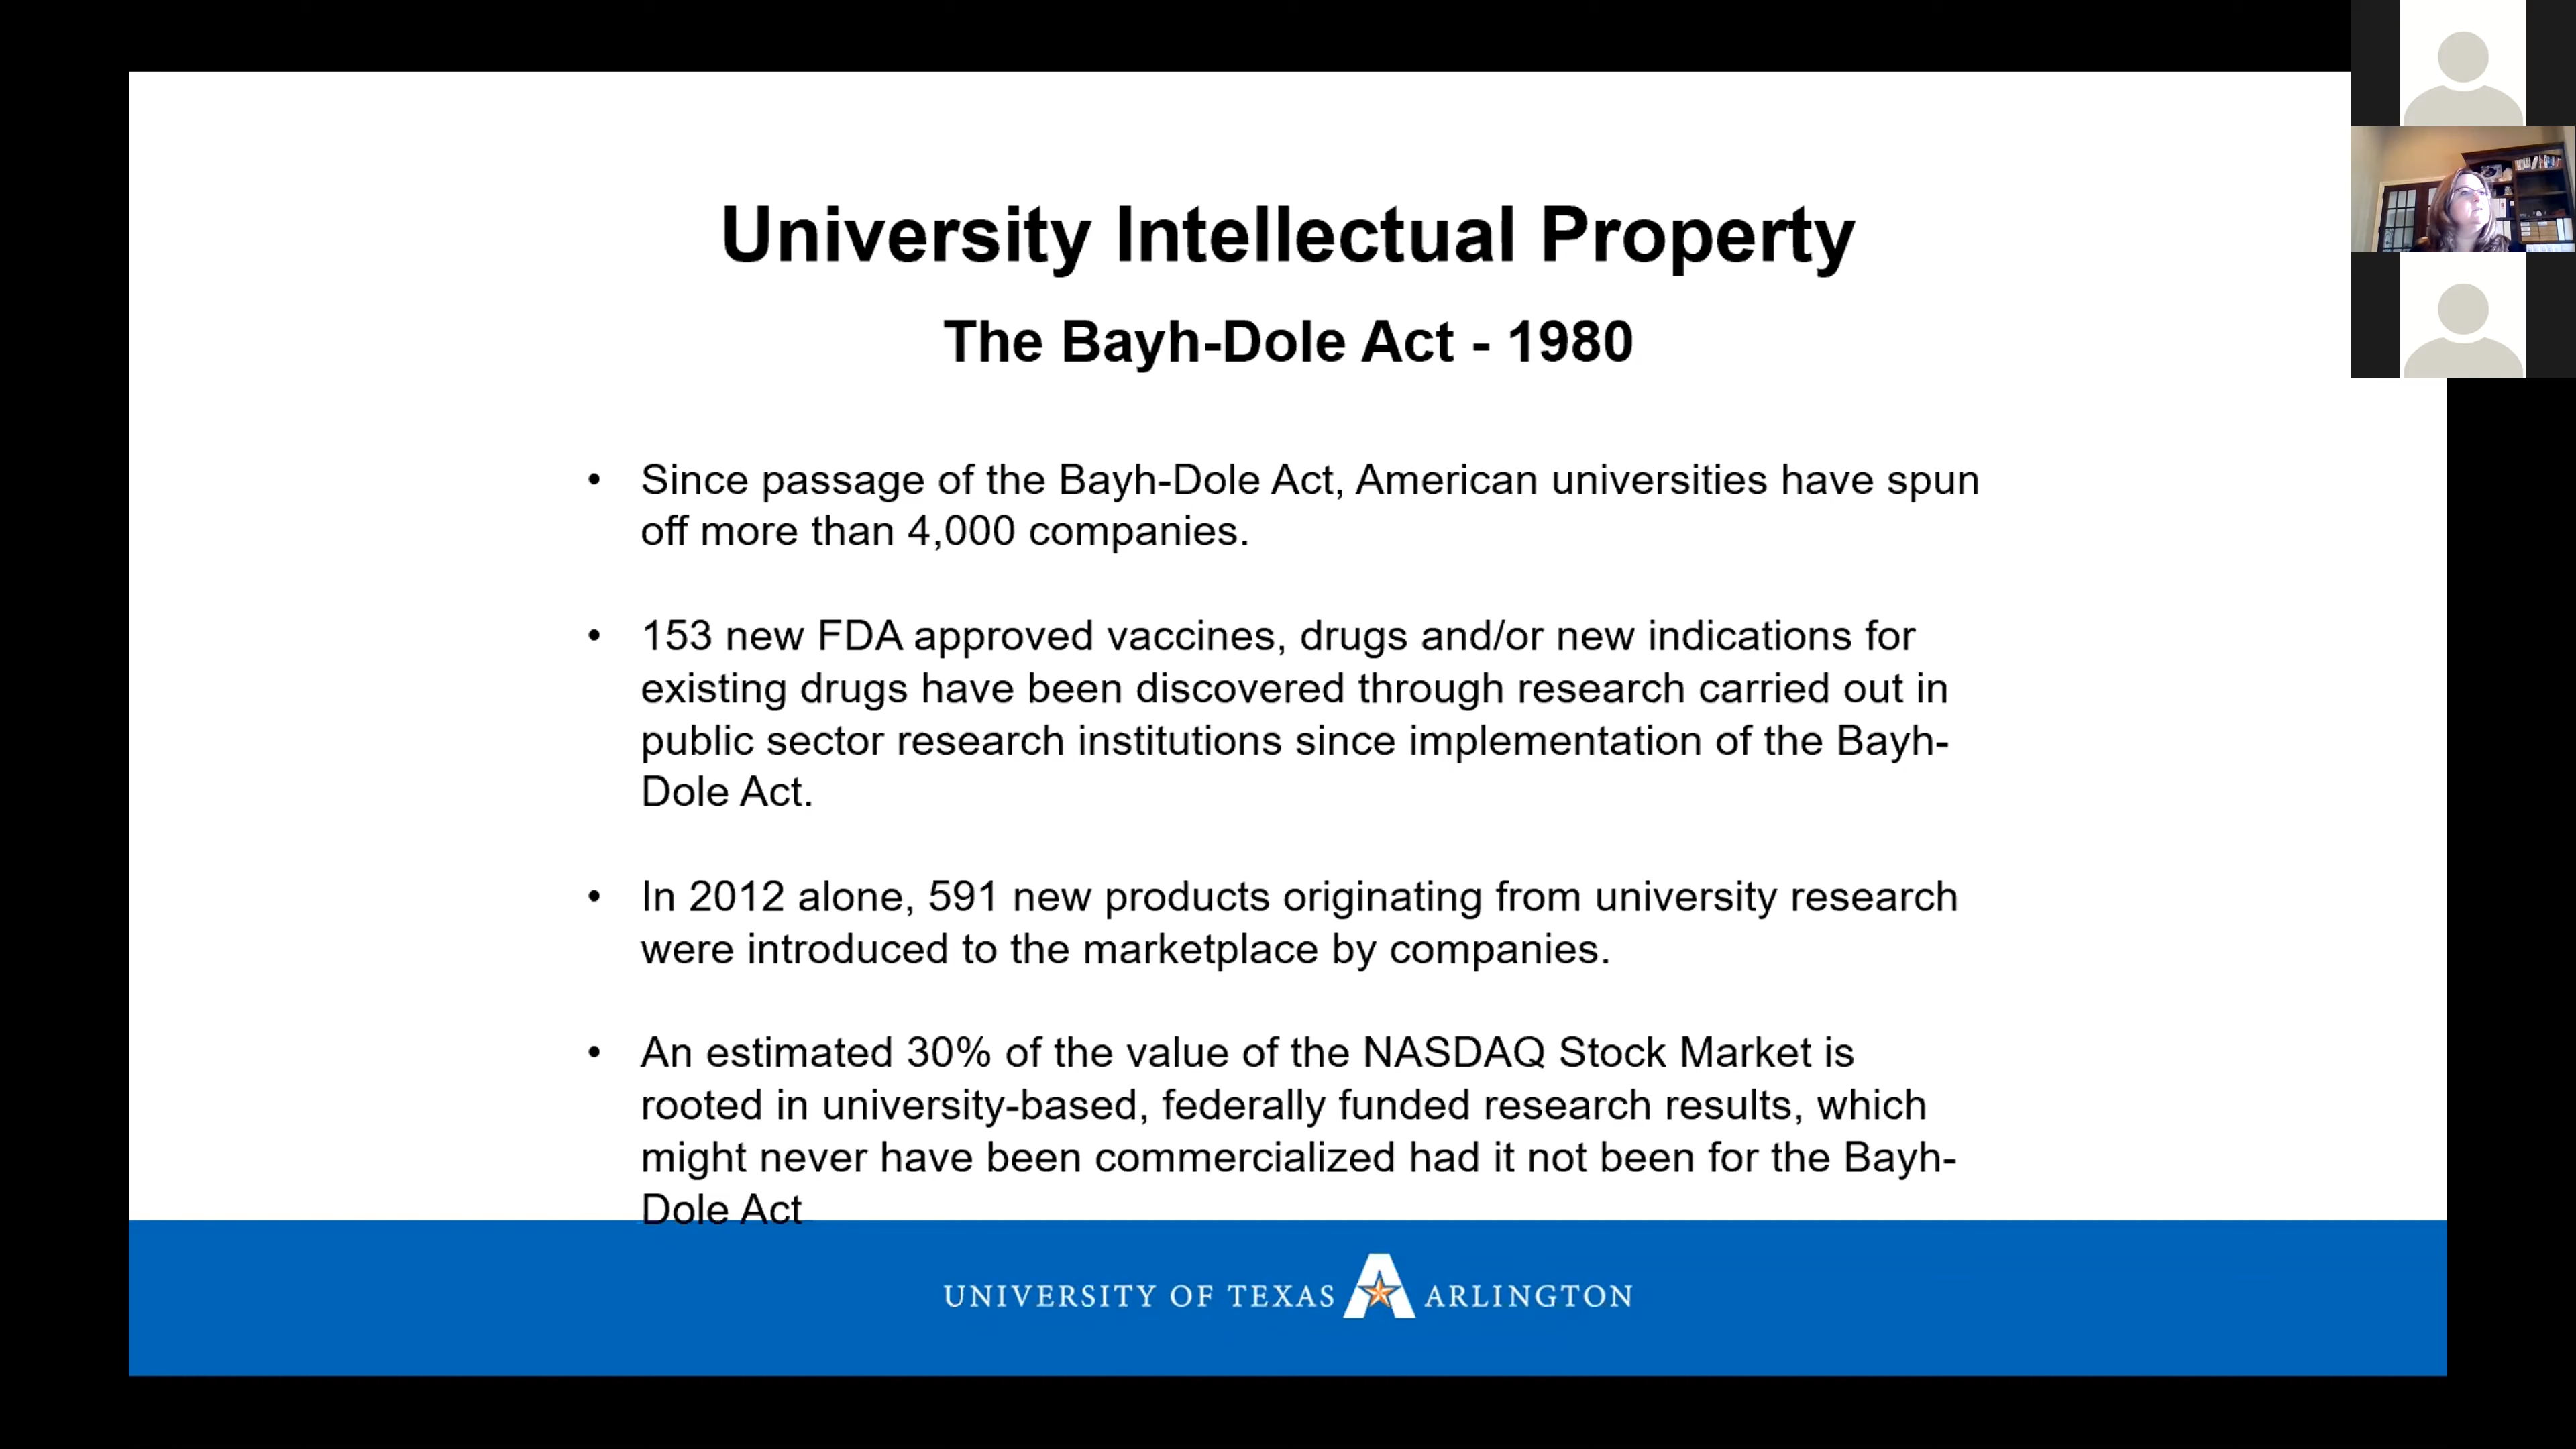 University Intellectual Property
The Bayh-Dole Act - 1980
• Since passage of the Bayh-Dole Act, American universities have spun
off more than 4,000 companies.
• 153 new FDA approved vaccines, drugs and/or new indications for
existing drugs have been discovered through research carried out in
public sector research institutions since implementation of the Bayh-
Dole Act.
• In 2012 alone, 591 new products originating from university research
were introduced to the marketplace by companies.
• An estimated 30% of the value of the NASDAQ Stock Market is
rooted in university-based, federally funded research results, which
might never have been commercialized had it not been for the Bayh-
Dole Act
UNIVERSITY OF TEXAS A ARLINGTON